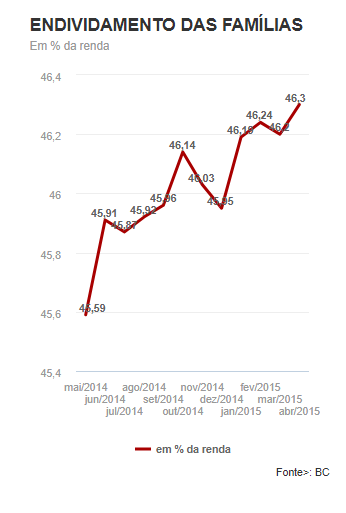 ENDIVIDAMENTO DAS FAMÍLIAS
Em % da renda
46,4
46,3
46,24
46,2
46,19
46,2
46,14
46,03
46
45,96
45,95
45,92
45,91
45,87
45,8
45,6
45,59
45,4
mai/2014 ago/2014 nov/2014 fev/2015
jun/2014 set/2014 dez/2014 mar/2015
jul/2014 out/2014 jan/2015 abr/2015
em % da renda
Fonte>: BC